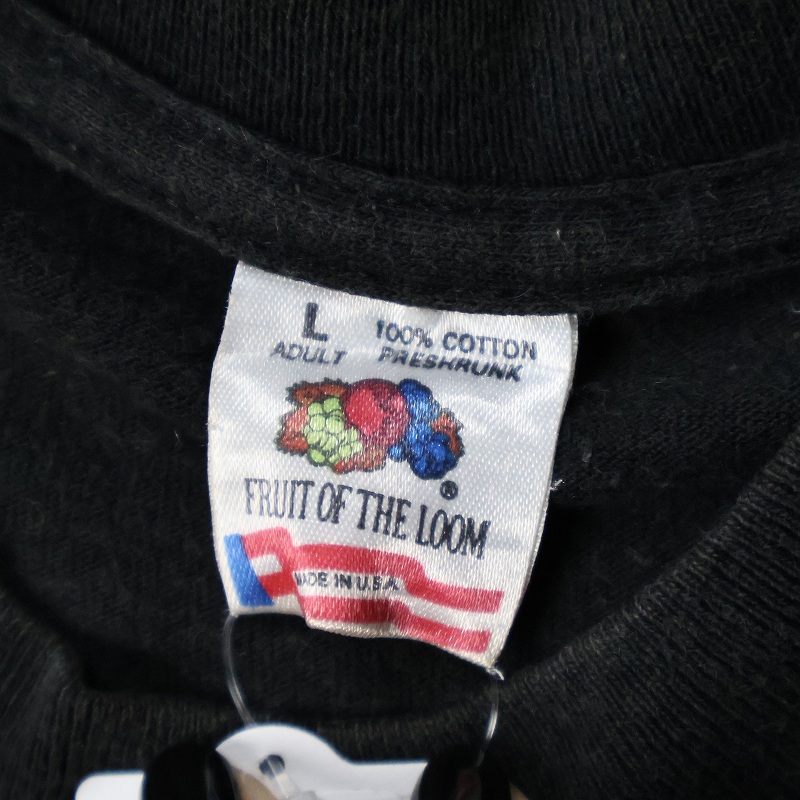 L 100% COTTON
ADULT PRESHRUNK
®
FRUIT OF THE LOOM
MADE IN U.S.A.